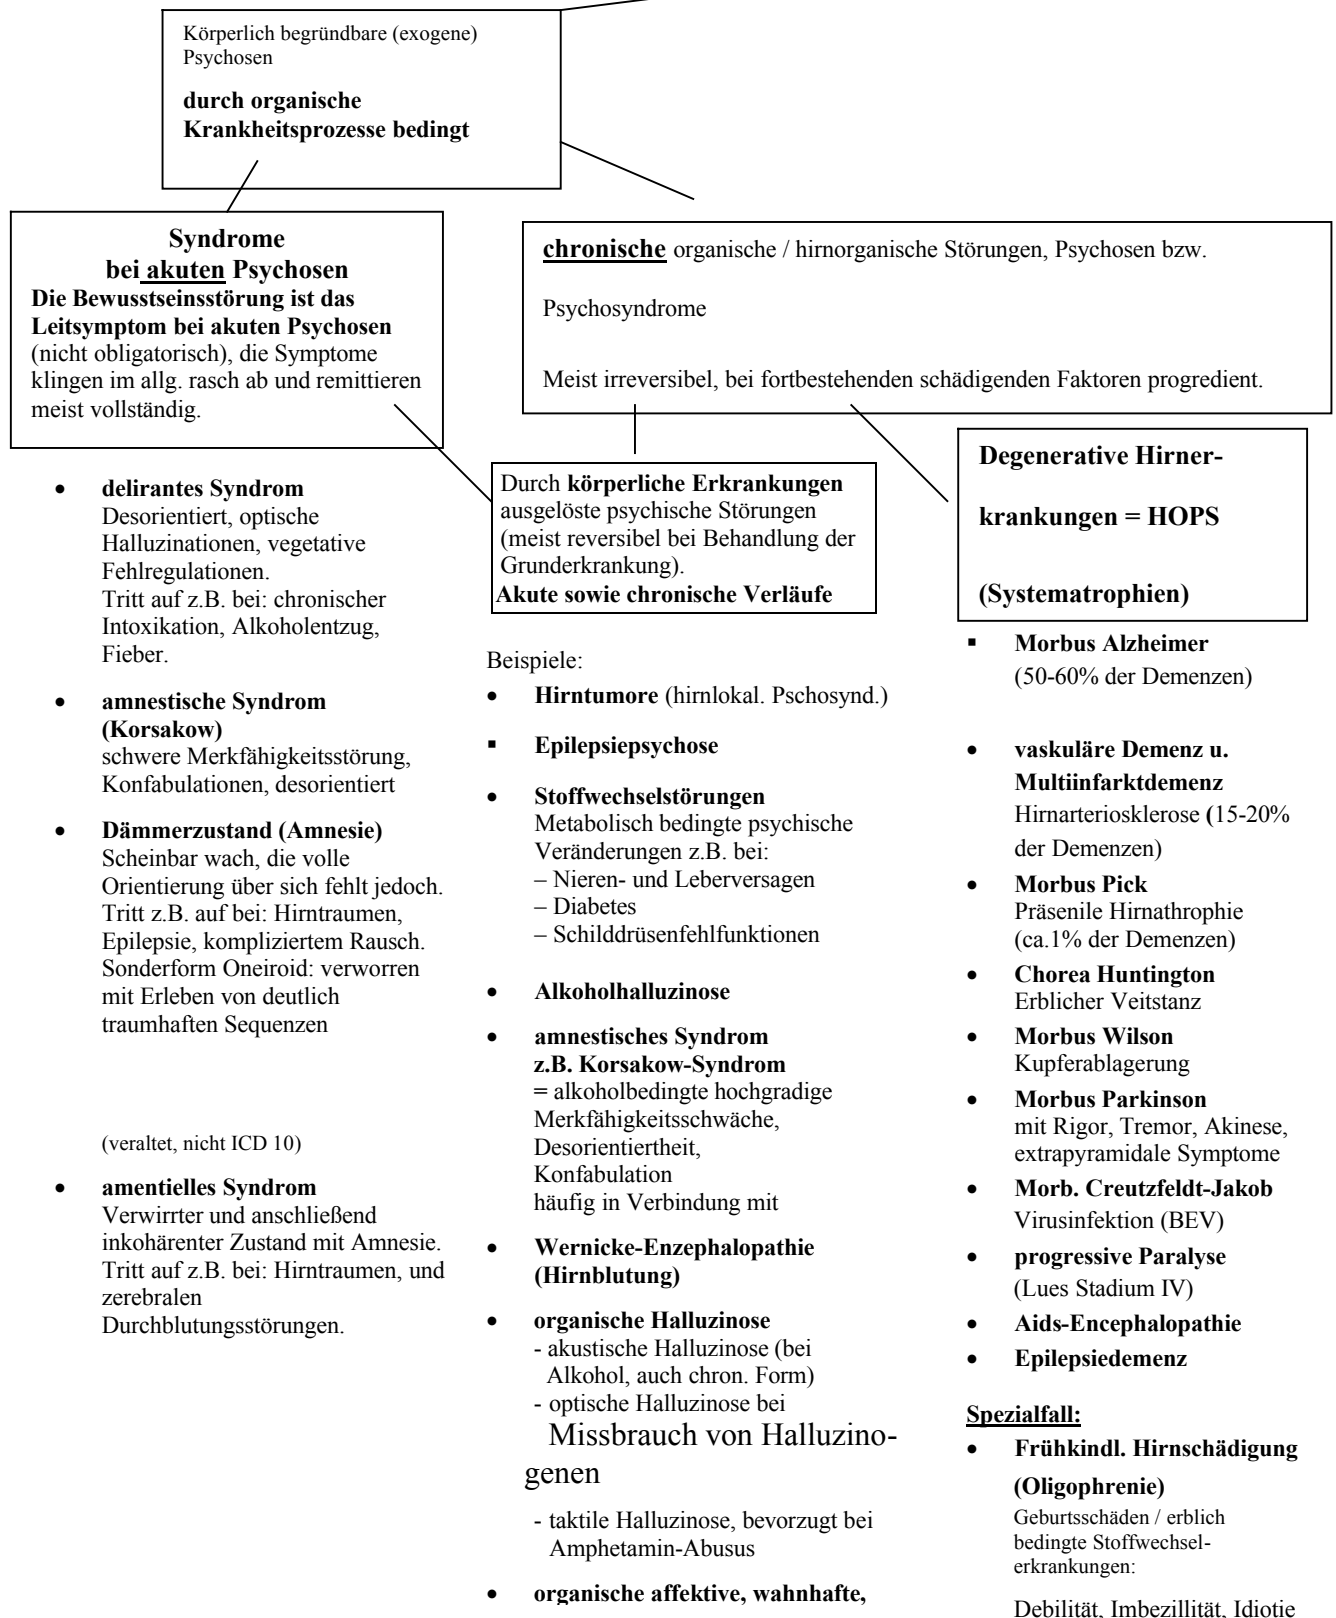 Körperlich begründbare (exogene)
Psychosen
durch organische
Krankheitsprozesse bedingt
Syndrome
bei akuten Psychosen
Die Bewusstseinsstörung ist das
Leitsymptom bei akuten Psychosen
(nicht obligatorisch), die Symptome
klingen im allg. rasch ab und remittieren
meist vollständig.
chronische organische / hirnorganische Störungen, Psychosen bzw.
Psychosyndrome
Meist irreversibel, bei fortbestehenden schädigenden Faktoren progredient.
• delirantes Syndrom
Desorientiert, optische
Halluzinationen, vegetative
Fehlregulationen.
Tritt auf z.B. bei: chronischer
Intoxikation, Alkoholentzug,
Fieber.
• amnestische Syndrom
(Korsakow)
schwere Merkfähigkeitsstörung,
Konfabulationen, desorientiert
• Dämmerzustand (Amnesie)
Scheinbar wach, die volle
Orientierung über sich fehlt jedoch.
Tritt z.B. auf bei: Hirntraumen,
Epilepsie, kompliziertem Rausch.
Sonderform Oneiroid: verworren
mit Erleben von deutlich
traumhaften Sequenzen
(veraltet, nicht ICD 10)
• amentielles Syndrom
Verwirrter und anschließend
inkohärenter Zustand mit Amnesie.
Tritt auf z.B. bei: Hirntraumen, und
zerebralen
Durchblutungsstörungen.
Durch körperliche Erkrankungen
ausgelöste psychische Störungen
(meist reversibel bei Behandlung der
Grunderkrankung).
Akute sowie chronische Verläufe
Beispiele:
• Hirntumore (hirnlokal. Pschosynd.)
▪ Epilepsiepsychose
• Stoffwechselstörungen
Metabolisch bedingte psychische
Veränderungen z.B. bei:
– Nieren- und Leberversagen
– Diabetes
– Schilddrüsenfehlfunktionen
• Alkoholhalluzinose
• amnestisches Syndrom
z.B. Korsakow-Syndrom
= alkoholbedingte hochgradige
Merkfähigkeitsschwäche,
Desorientiertheit,
Konfabulation
häufig in Verbindung mit
• Wernicke-Enzephalopathie
(Hirnblutung)
• organische Halluzinose
- akustische Halluzinose (bei
Alkohol, auch chron. Form)
- optische Halluzinose bei
Missbrauch von Halluzino-
genen
- taktile Halluzinose, bevorzugt bei
Amphetamin-Abusus
• organische affektive, wahnhafte,
Degenerative Hirner-
krankungen = HOPS
(Systematrophien)
▪ Morbus Alzheimer
(50-60% der Demenzen)
• vaskuläre Demenz u.
Multiinfarktdemenz
Hirnarteriosklerose (15-20%
der Demenzen)
• Morbus Pick
Präsenile Hirnathrophie
(ca.1% der Demenzen)
• Chorea Huntington
Erblicher Veitstanz
• Morbus Wilson
Kupferablagerung
• Morbus Parkinson
mit Rigor, Tremor, Akinese,
extrapyramidale Symptome
• Morb. Creutzfeldt-Jakob
Virusinfektion (BEV)
• progressive Paralyse
(Lues Stadium IV)
• Aids-Encephalopathie
• Epilepsiedemenz
Spezialfall:
• Frühkindl. Hirnschädigung
(Oligophrenie)
Geburtsschäden / erblich
bedingte Stoffwechsel-
erkrankungen:
Debilität, Imbezillität, Idiotie